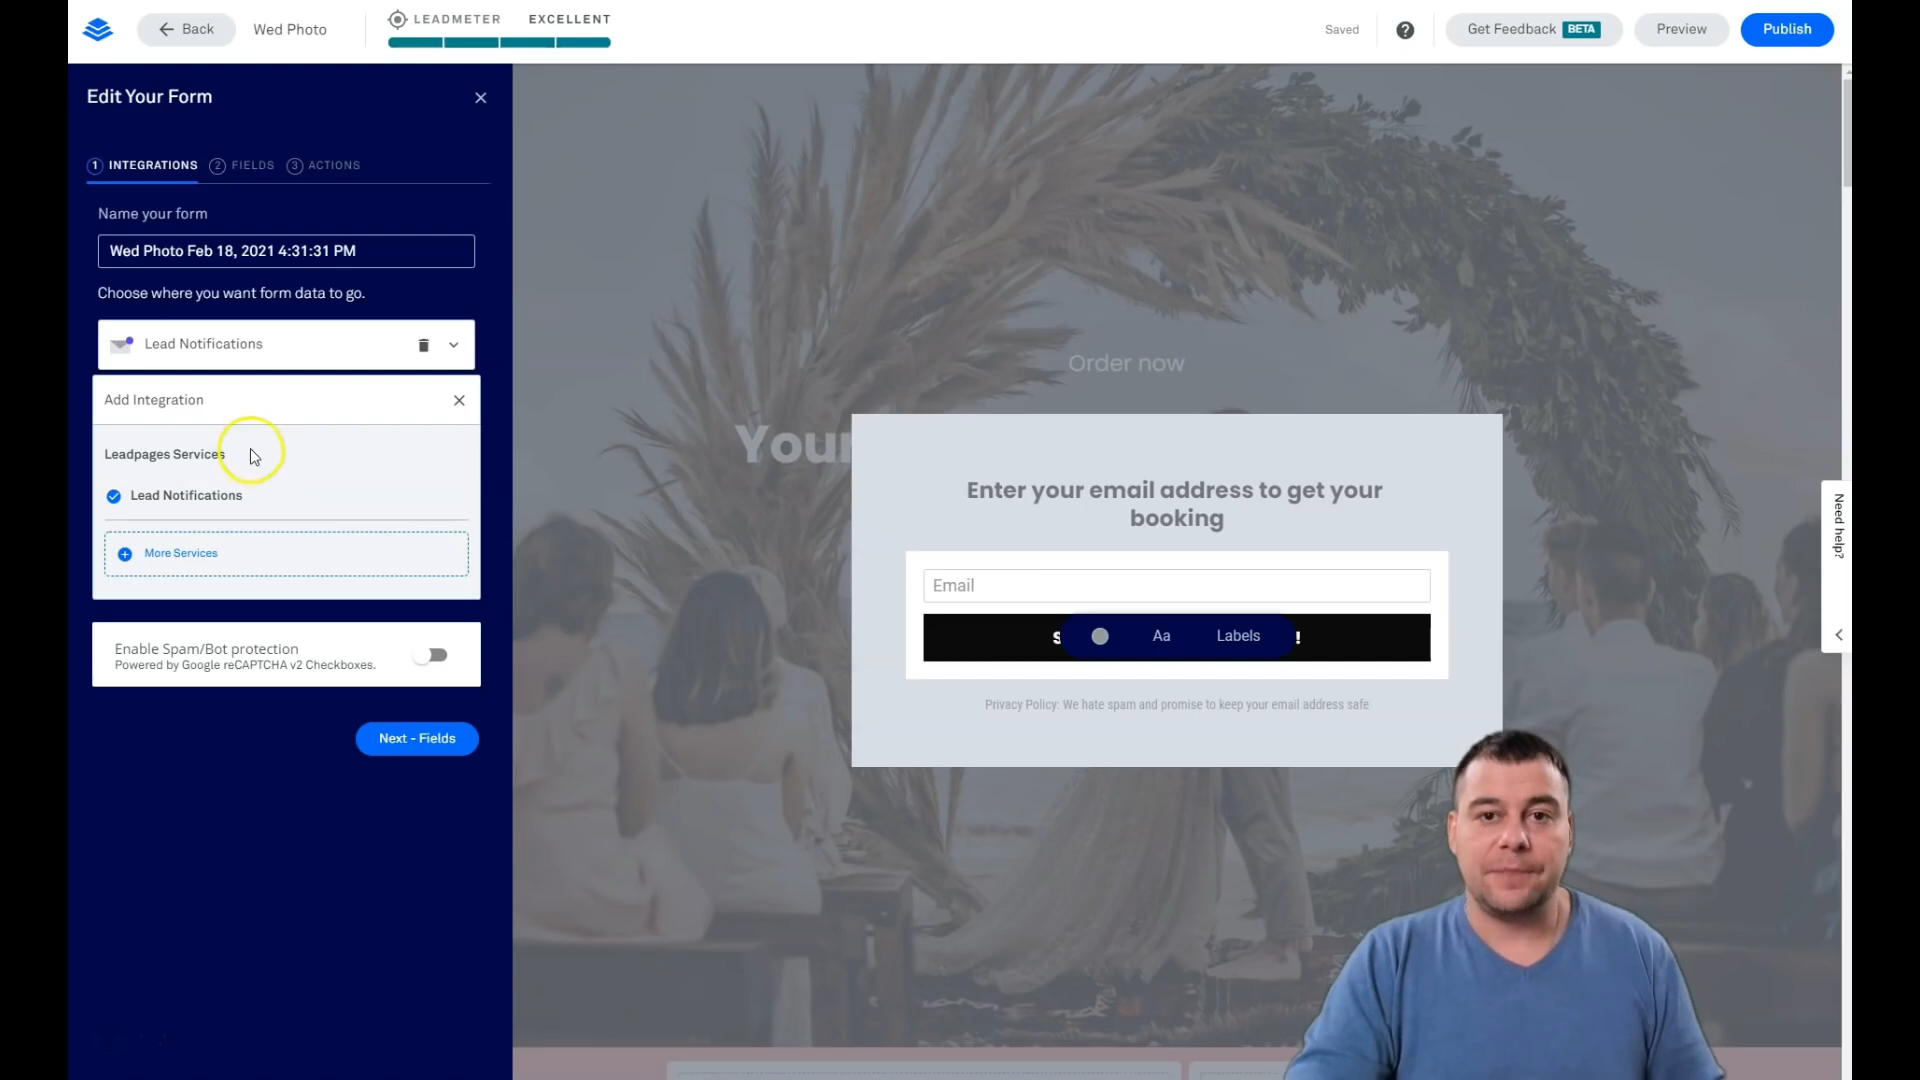 Back
Wed Photo
LEADMETER EXCELLENT
Saved
?
Get Feedback BETA
Preview
Publish
Edit Your Form
1 INTEGRATIONS 2 FIELDS 3 ACTIONS
Name your form
Wed Photo Feb 18, 2021 4:31:31 PM
Choose where you want form data to go.
Lead Notifications
Add Integration
Leadpages Services
Lead Notifications
More Services
Enable Spam/Bot protection
Powered by Google reCAPTCHA v2 Checkboxes.
Next - Fields
Order now
Your
Enter your email address to get your
booking
Email
S Aa Labels !
Privacy Policy: We hate spam and promise to keep your email address safe
Need help?